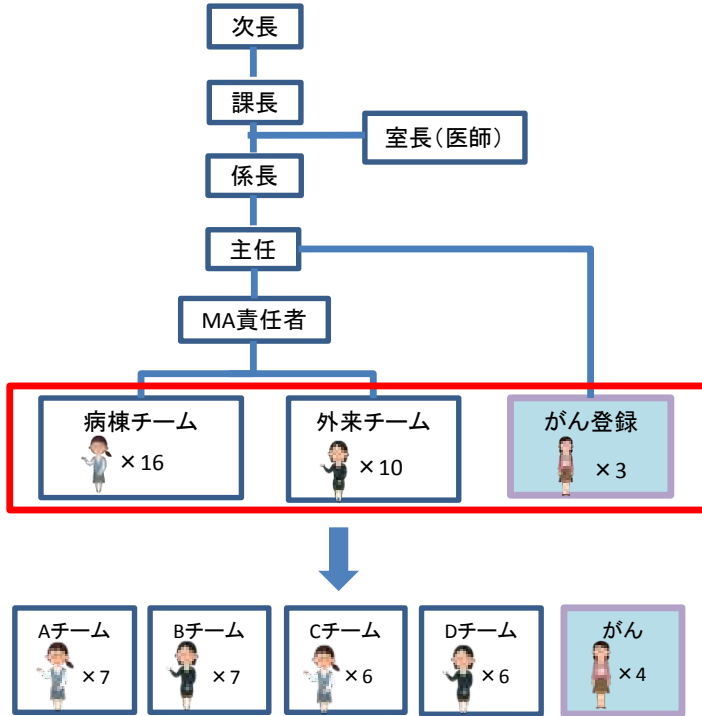 次長
課長
室長(医師)
係長
主任
MA責任者
病棟チーム
×16
外来チーム
×10
がん登録
×3
Aチーム
×7
Bチーム
×7
Cチーム
×6
Dチーム
×6
がん
×4